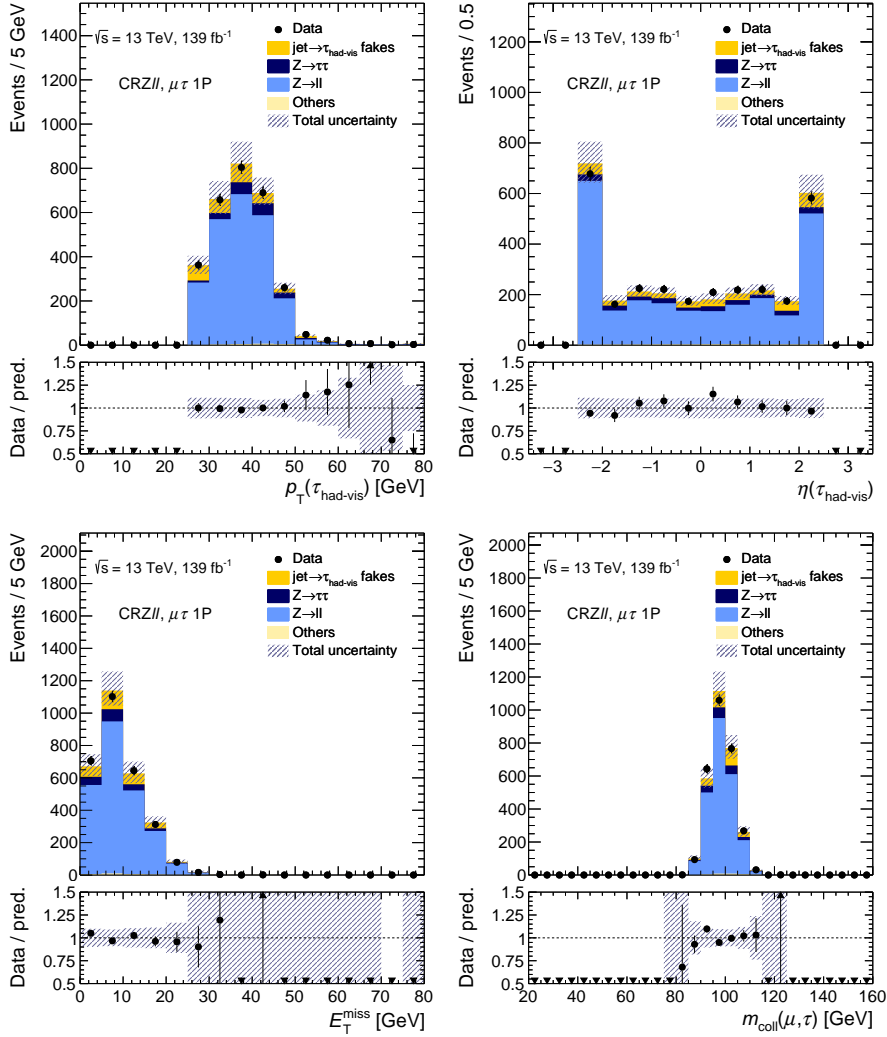 Events / 5 GeV
1400
1200
1000
800
600
400
200
0
√s = 13 TeV, 139 fb⁻¹
CRZll, μτ 1P
Data
jet→τhad-vis fakes
Z→ττ
Z→ll
Others
Total uncertainty
Data / pred.
1.5
1.25
1
0.75
0.5
0 10 20 30 40 50 60 70 80
pT(τhad-vis) [GeV]
Events / 0.5
1200
1000
800
600
400
200
0
√s = 13 TeV, 139 fb⁻¹
CRZll, μτ 1P
Data
jet→τhad-vis fakes
Z→ττ
Z→ll
Others
Total uncertainty
Data / pred.
1.5
1.25
1
0.75
0.5
−3 −2 −1 0 1 2 3
η(τhad-vis)
Events / 5 GeV
2000
1800
1600
1400
1200
1000
800
600
400
200
0
√s = 13 TeV, 139 fb⁻¹
CRZll, μτ 1P
Data
jet→τhad-vis fakes
Z→ττ
Z→ll
Others
Total uncertainty
Data / pred.
1.5
1.25
1
0.75
0.5
0 10 20 30 40 50 60 70 80
ETmiss [GeV]
Events / 5 GeV
2000
1800
1600
1400
1200
1000
800
600
400
200
0
√s = 13 TeV, 139 fb⁻¹
CRZll, μτ 1P
Data
jet→τhad-vis fakes
Z→ττ
Z→ll
Others
Total uncertainty
Data / pred.
1.5
1.25
1
0.75
0.5
20 40 60 80 100 120 140 160
mcoll(μ,τ) [GeV]